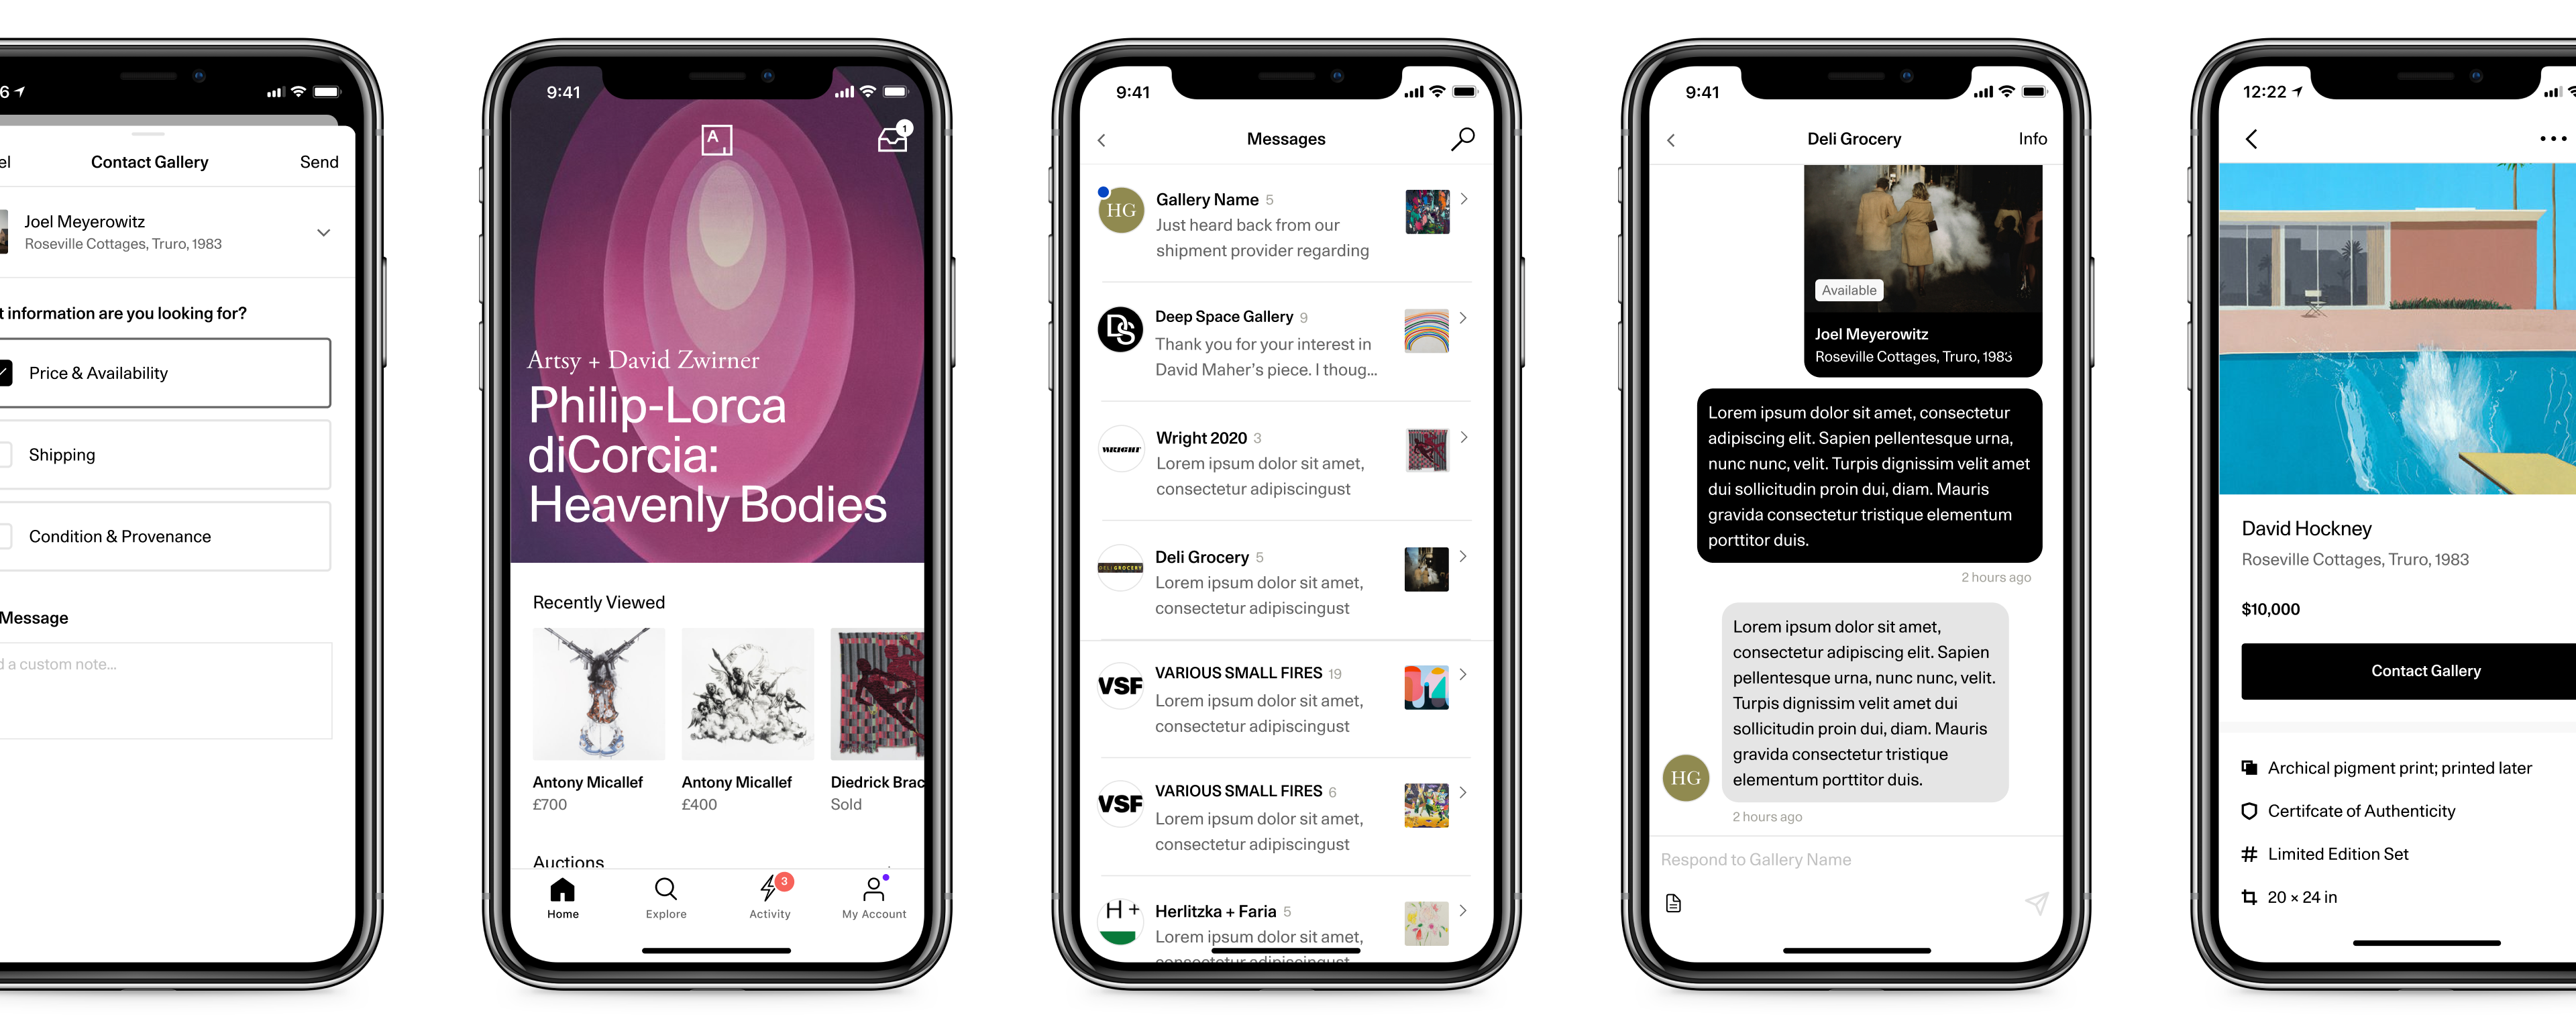 6
el
Contact Gallery
Send
Joel Meyerowitz
Roseville Cottages, Truro, 1983
t information are you looking for?
Price & Availability
Shipping
Condition & Provenance
Message
d a custom note...
9:41
A
1
Artsy + David Zwirner
Philip-Lorca
diCorcia:
Heavenly Bodies
Recently Viewed
Antony Micallef
£700
Antony Micallef
£400
Diedrick Brac
Sold
Auctions
Home
Explore
3
Activity
My Account
9:41
Messages
HG
Gallery Name 5
Just heard back from our
shipment provider regarding
DS
Deep Space Gallery 9
Thank you for your interest in
David Maher's piece. I thoug...
WRIGHT
Wright 2020 3
Lorem ipsum dolor sit amet,
consectetur adipiscingust
DELI GROCERY
Deli Grocery 5
Lorem ipsum dolor sit amet,
consectetur adipiscingust
VSF
VARIOUS SMALL FIRES 19
Lorem ipsum dolor sit amet,
consectetur adipiscingust
VSF
VARIOUS SMALL FIRES 6
Lorem ipsum dolor sit amet,
consectetur adipiscingust
H+
Herlitzka + Faria 5
Lorem ipsum dolor sit amet,
consectetur adipiscingust
9:41
Deli Grocery
Info
Available
Joel Meyerowitz
Roseville Cottages, Truro, 1983
Lorem ipsum dolor sit amet, consectetur
adipiscing elit. Sapien pellentesque urna,
nunc nunc, velit. Turpis dignissim velit amet
dui sollicitudin proin dui, diam. Mauris
gravida consectetur tristique elementum
porttitor duis.
2 hours ago
Lorem ipsum dolor sit amet,
consectetur adipiscing elit. Sapien
pellentesque urna, nunc nunc, velit.
Turpis dignissim velit amet dui
sollicitudin proin dui, diam. Mauris
gravida consectetur tristique
elementum porttitor duis.
HG
2 hours ago
Respond to Gallery Name
12:22
David Hockney
Roseville Cottages, Truro, 1983
$10,000
Contact Gallery
Archical pigment print; printed later
Certifcate of Authenticity
Limited Edition Set
20 × 24 in